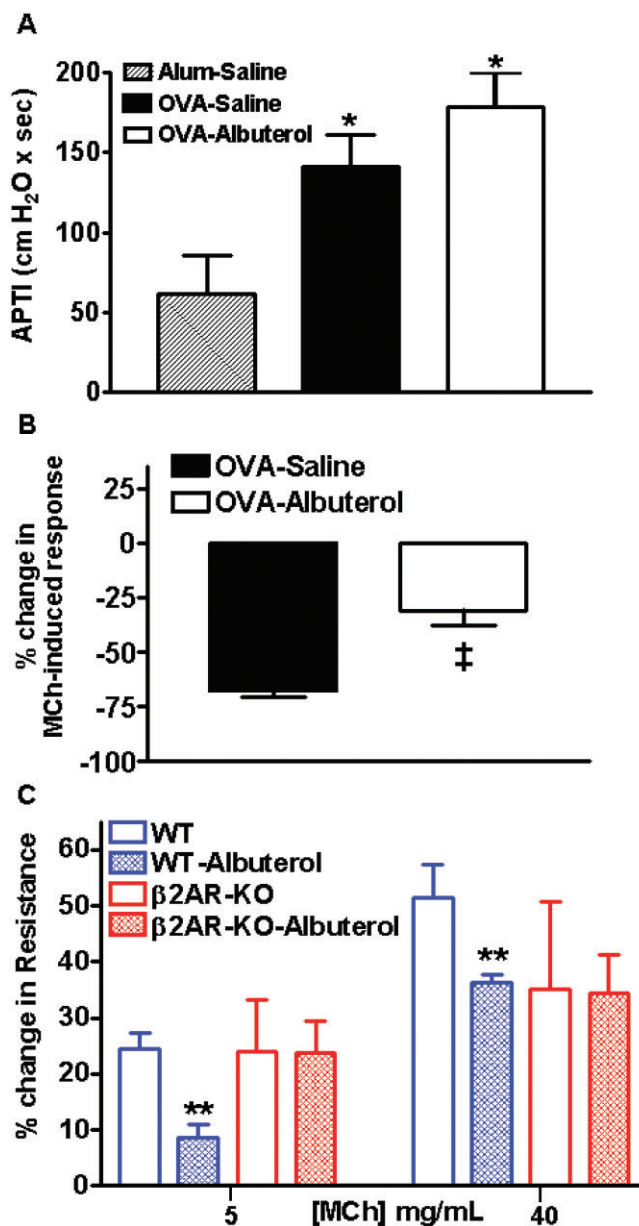 A
APTI (cm H₂O x sec)
200
150
100
50
0
Alum-Saline
OVA-Saline
OVA-Albuterol
*
*
B
% change in
MCh-induced response
25
0
-25
-50
-75
-100
OVA-Saline
OVA-Albuterol
‡
C
% change in Resistance
60
50
40
30
20
10
0
WT
WT-Albuterol
β2AR-KO
β2AR-KO-Albuterol
**
**
5 [MCh] mg/mL 40